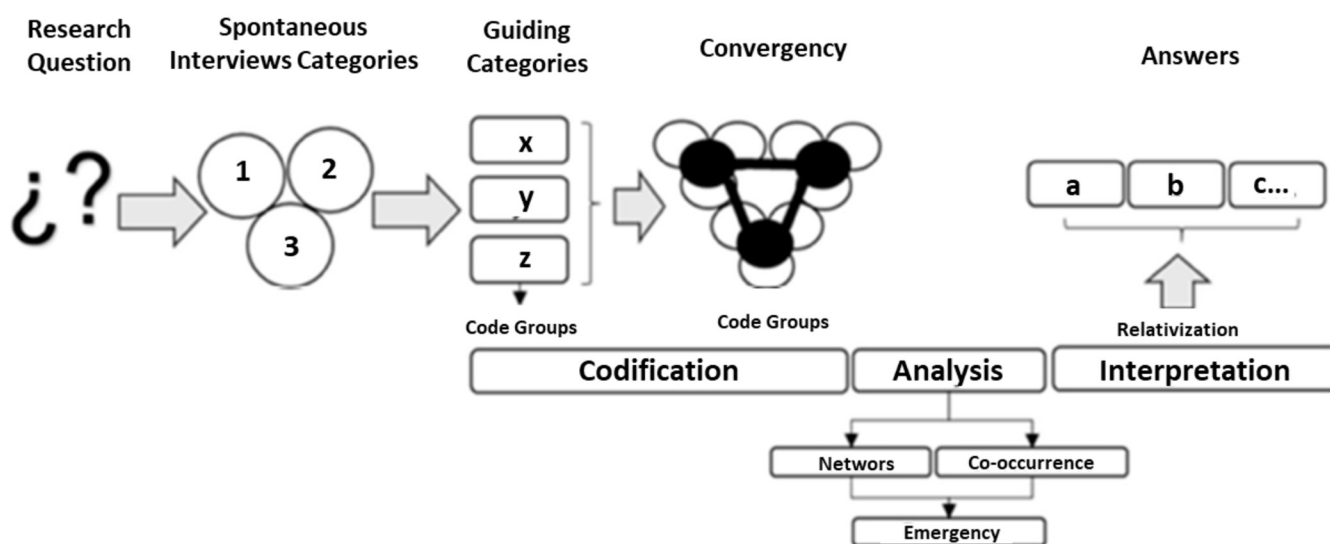 Research
Question
Spontaneous
Interviews Categories
Guiding
Categories
Convergency
Answers
¿?
1
2
3
x
y
z
a
b
c...
Code Groups
Code Groups
Relativization
Codification
Analysis
Interpretation
Networs
Co-occurrence
Emergency